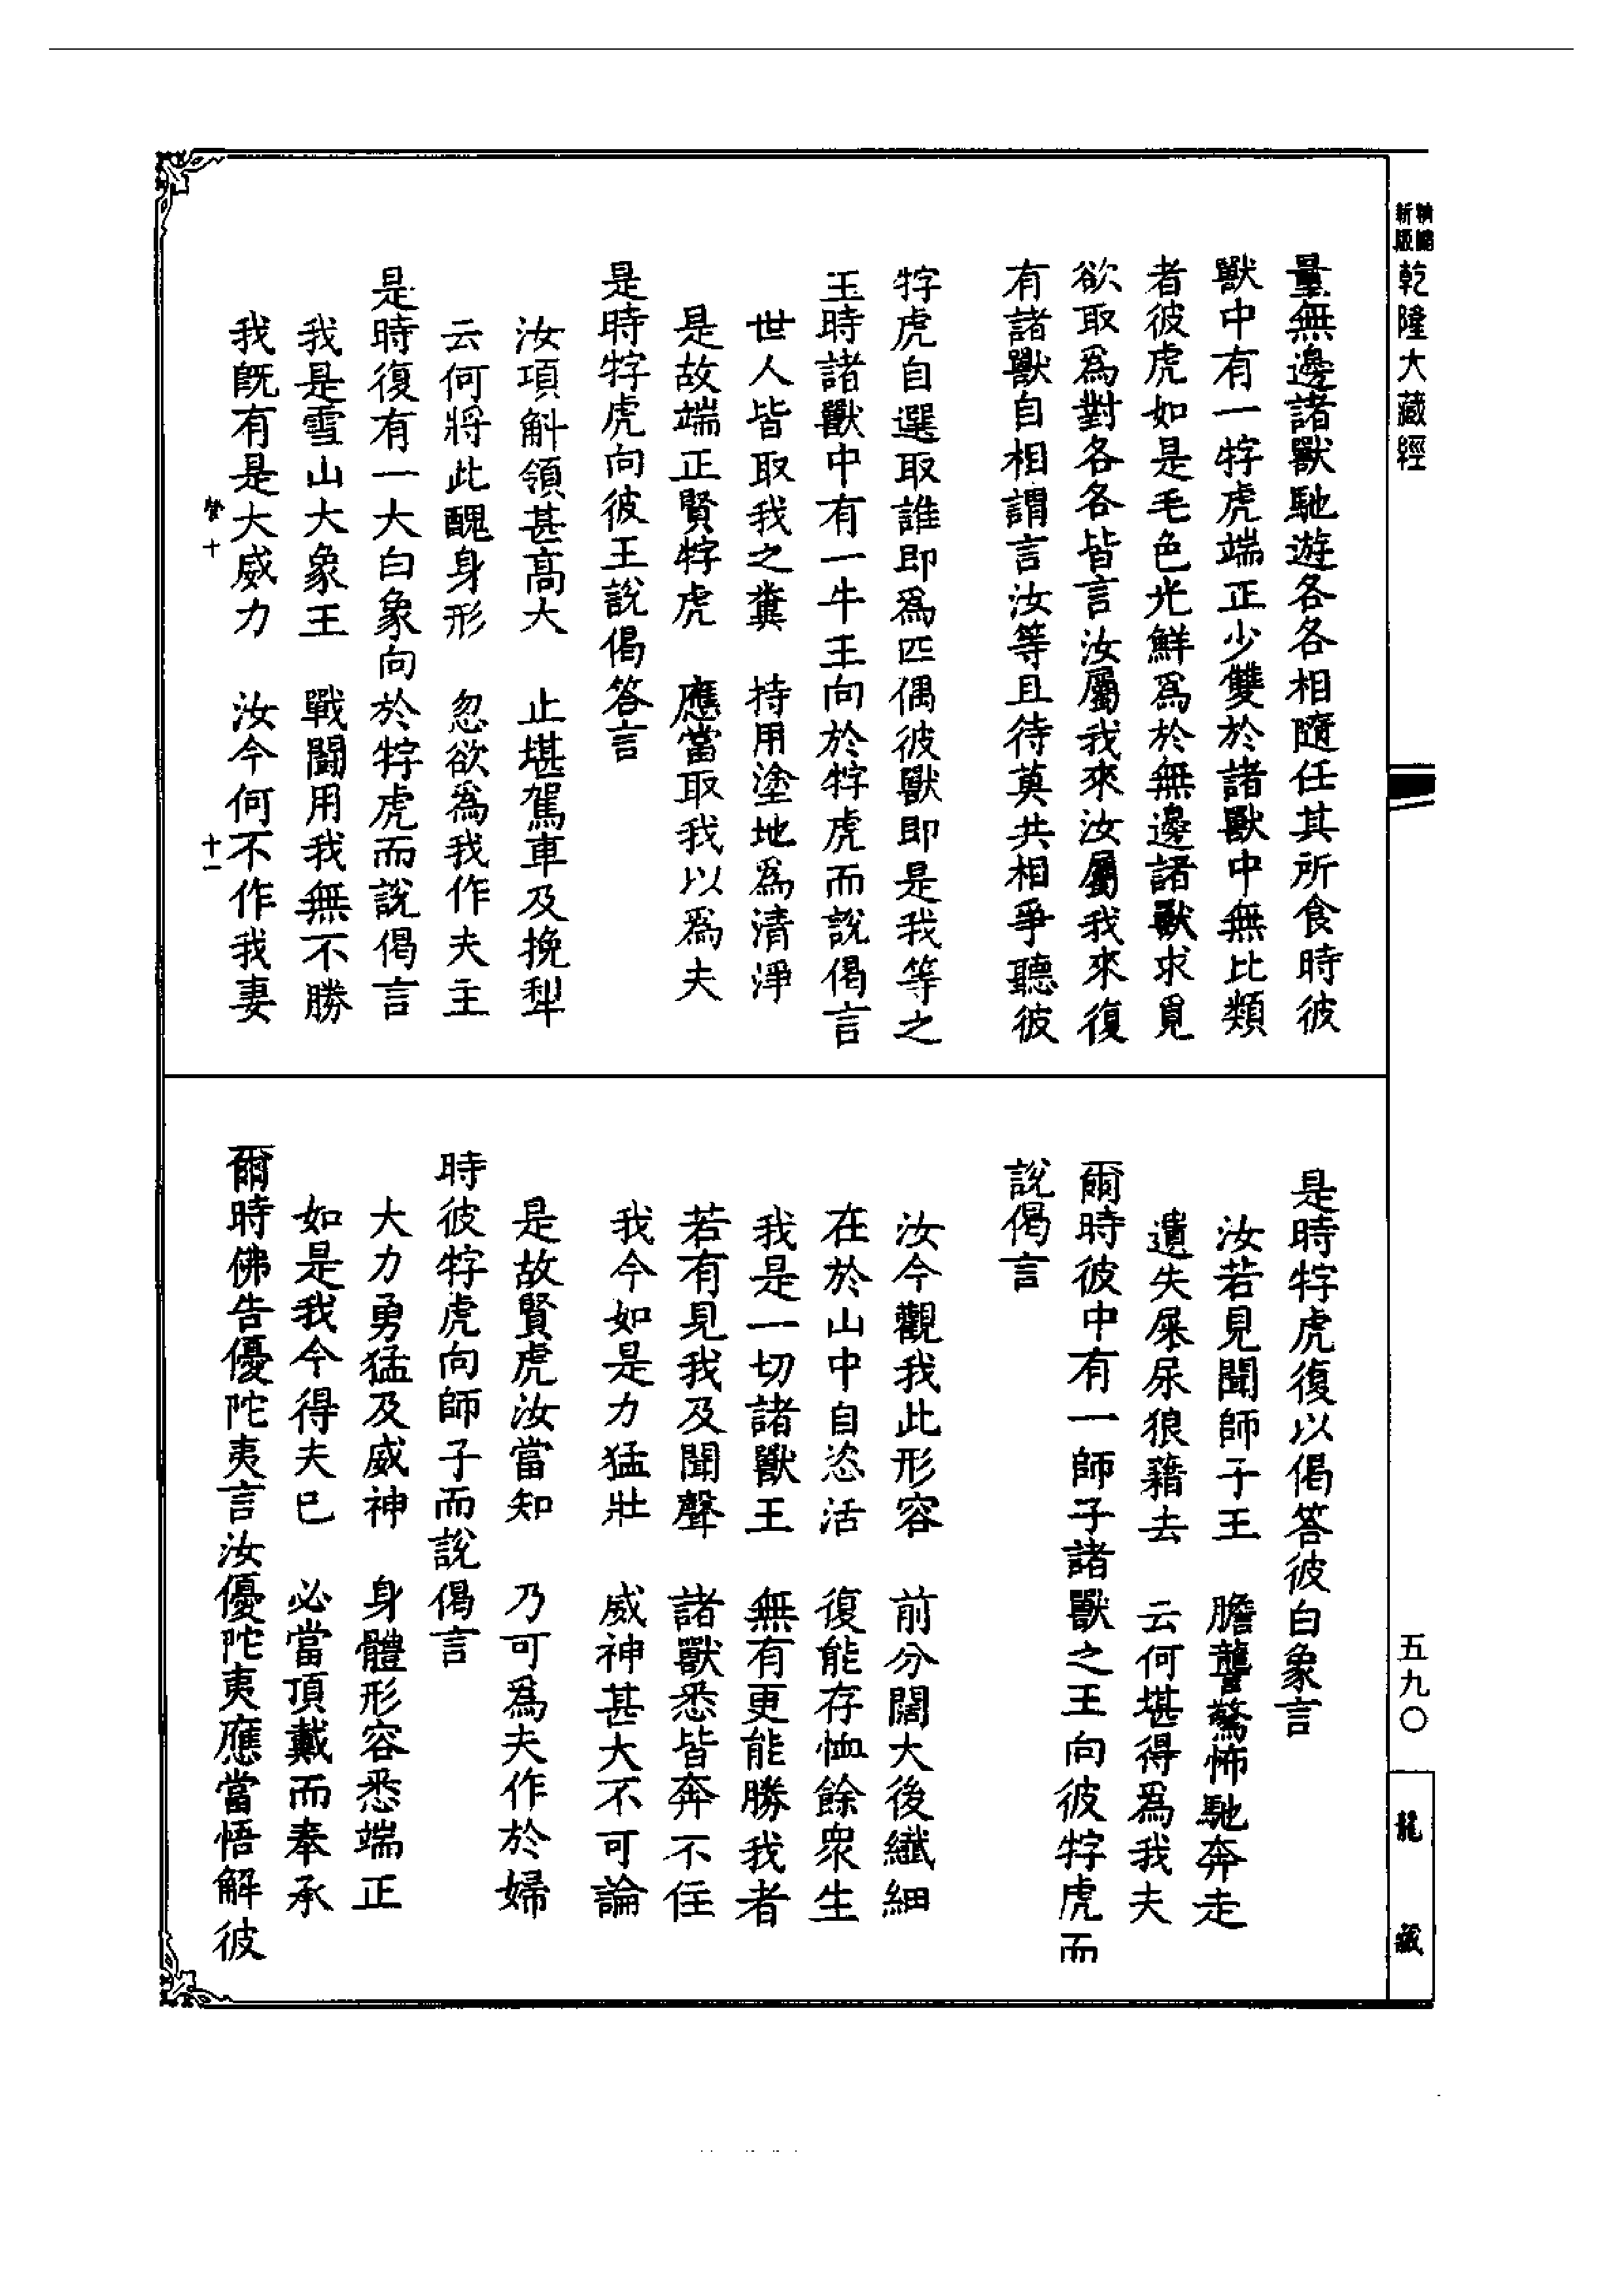 新版
乾隆大藏經
量無邊諸獸馳遊各各相隨任其所食時彼
獸中有一牸虎端正少雙於諸獸中無比類
者彼虎如是毛色光鮮爲於無邊諸獸求覓
欲取爲對各各皆言汝屬我來汝屬我來復
有諸獸自相謂言汝等且待莫共相爭聽彼
牸虎自選取誰即爲匹偶彼獸即是我等之
王時諸獸中有一牛王向於牸虎而說偈言
世人皆取我之糞　持用塗地爲清淨
是故端正賢牸虎　應當取我以爲夫
是時牸虎向彼王說偈答言
汝項斛領甚高大　止堪駕車及挽犁
云何將此醜身形　忽欲爲我作夫主
是時復有一大白象向於牸虎而說偈言
我是雪山大象王　戰鬪用我無不勝
我旣有是大威力　汝今何不作我妻
十　十一
是時牸虎復以偈答彼白象言
汝若見聞師子王　膽讋驚怖馳奔走
遺失屎尿狼藉去　云何堪得爲我夫
爾時彼中有一師子諸獸之王向彼牸虎而
說偈言
汝今觀我此形容　前分闊大後纖細
在於山中自恣活　復能存恤餘衆生
我是一切諸獸王　無有更能勝我者
若有見我及聞聲　諸獸悉皆奔不住
我今如是力猛壯　威神甚大不可論
是故賢虎汝當知　乃可爲夫作於婦
時彼牸虎向師子而說偈言
大力勇猛及威神　身體形容悉端正
如是我今得夫已　必當頂戴而奉承
爾時佛告優陀夷言汝優陀夷應當悟解彼
五九〇
龍藏